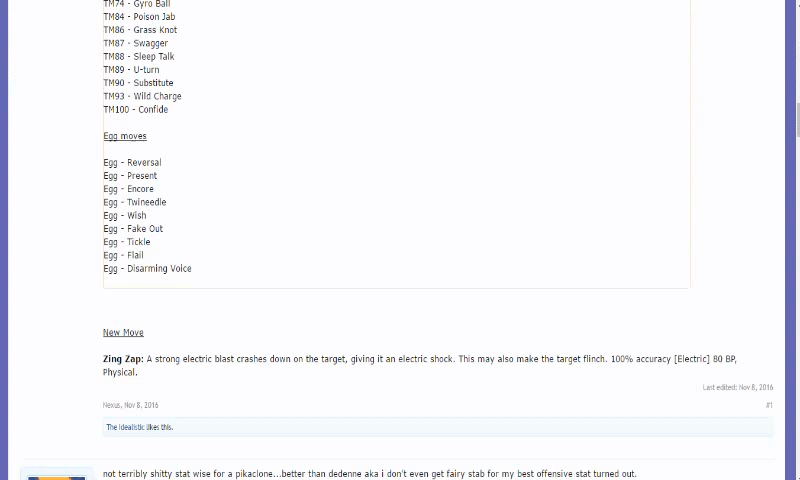 TM74 - Gyro Ball
TM84 - Poison Jab
TM86 - Grass Knot
TM87 - Swagger
TM88 - Sleep Talk
TM89 - U-turn
TM90 - Substitute
TM93 - Wild Charge
TM100 - Confide
Egg moves
Egg - Reversal
Egg - Present
Egg - Encore
Egg - Twineedle
Egg - Wish
Egg - Fake Out
Egg - Tickle
Egg - Flail
Egg - Disarming Voice
New Move
Zing Zap: A strong electric blast crashes down on the target, giving it an electric shock. This may also make the target flinch. 100% accuracy [Electric] 80 BP,
Physical.
Last edited: Nov 8, 2016
Nexus, Nov 8, 2016 #1
The Idealistic likes this.
not terribly shitty stat wise for a pikaclone...better than dedenne aka i don't even get fairy stab for my best offensive stat turned out.